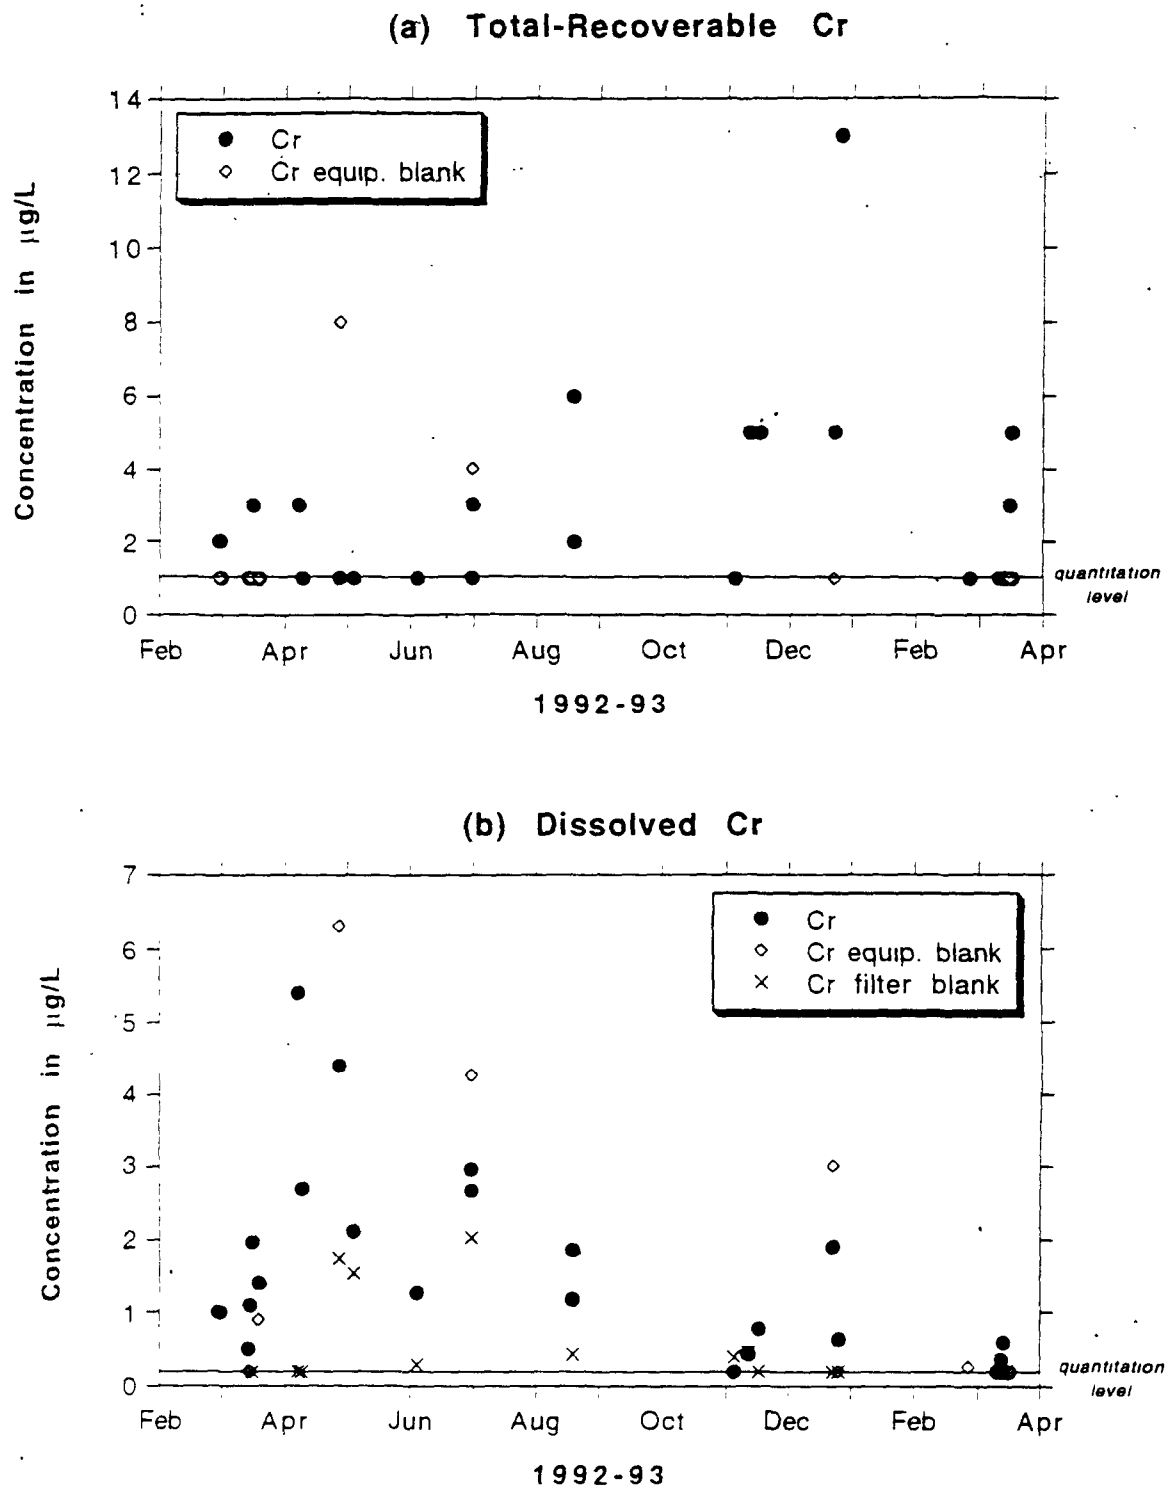 (a) Total-Recoverable Cr
Concentration in µg/L
14
12
10
8
6
4
2
0
Cr
Cr equip. blank
quantitation
level
Feb Apr Jun Aug Oct Dec Feb Apr
1992-93
(b) Dissolved Cr
Concentration in µg/L
7
6
5
4
3
2
1
0
Cr
Cr equip. blank
Cr filter blank
quantitation
level
Feb Apr Jun Aug Oct Dec Feb Apr
1992-93